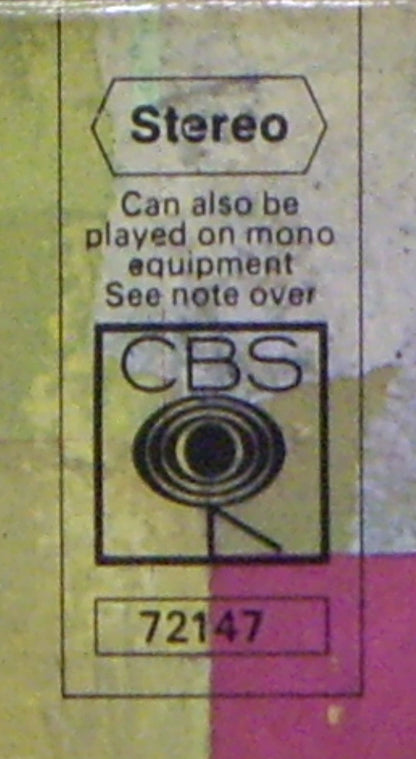 Stereo
Can also be
played on mono
equipment
See note over
CBS
72147